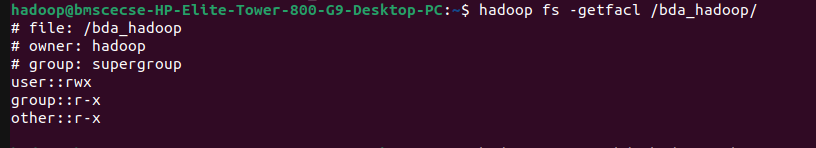 hadoop@bmscecse-HP-Elite-Tower-800-G9-Desktop-PC:~$ hadoop fs -getfacl /bda_hadoop/
# file: /bda_hadoop
# owner: hadoop
# group: supergroup
user::rwx
group::r-x
other::r-x